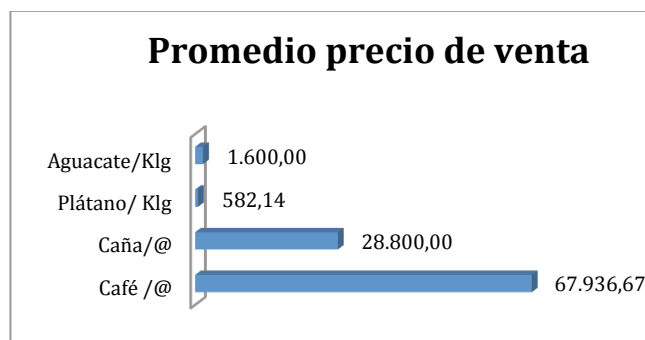 Promedio precio de venta
Aguacate/Klg 1.600,00
Plátano/ Klg 582,14
Caña/@ 28.800,00
Café /@ 67.936,67